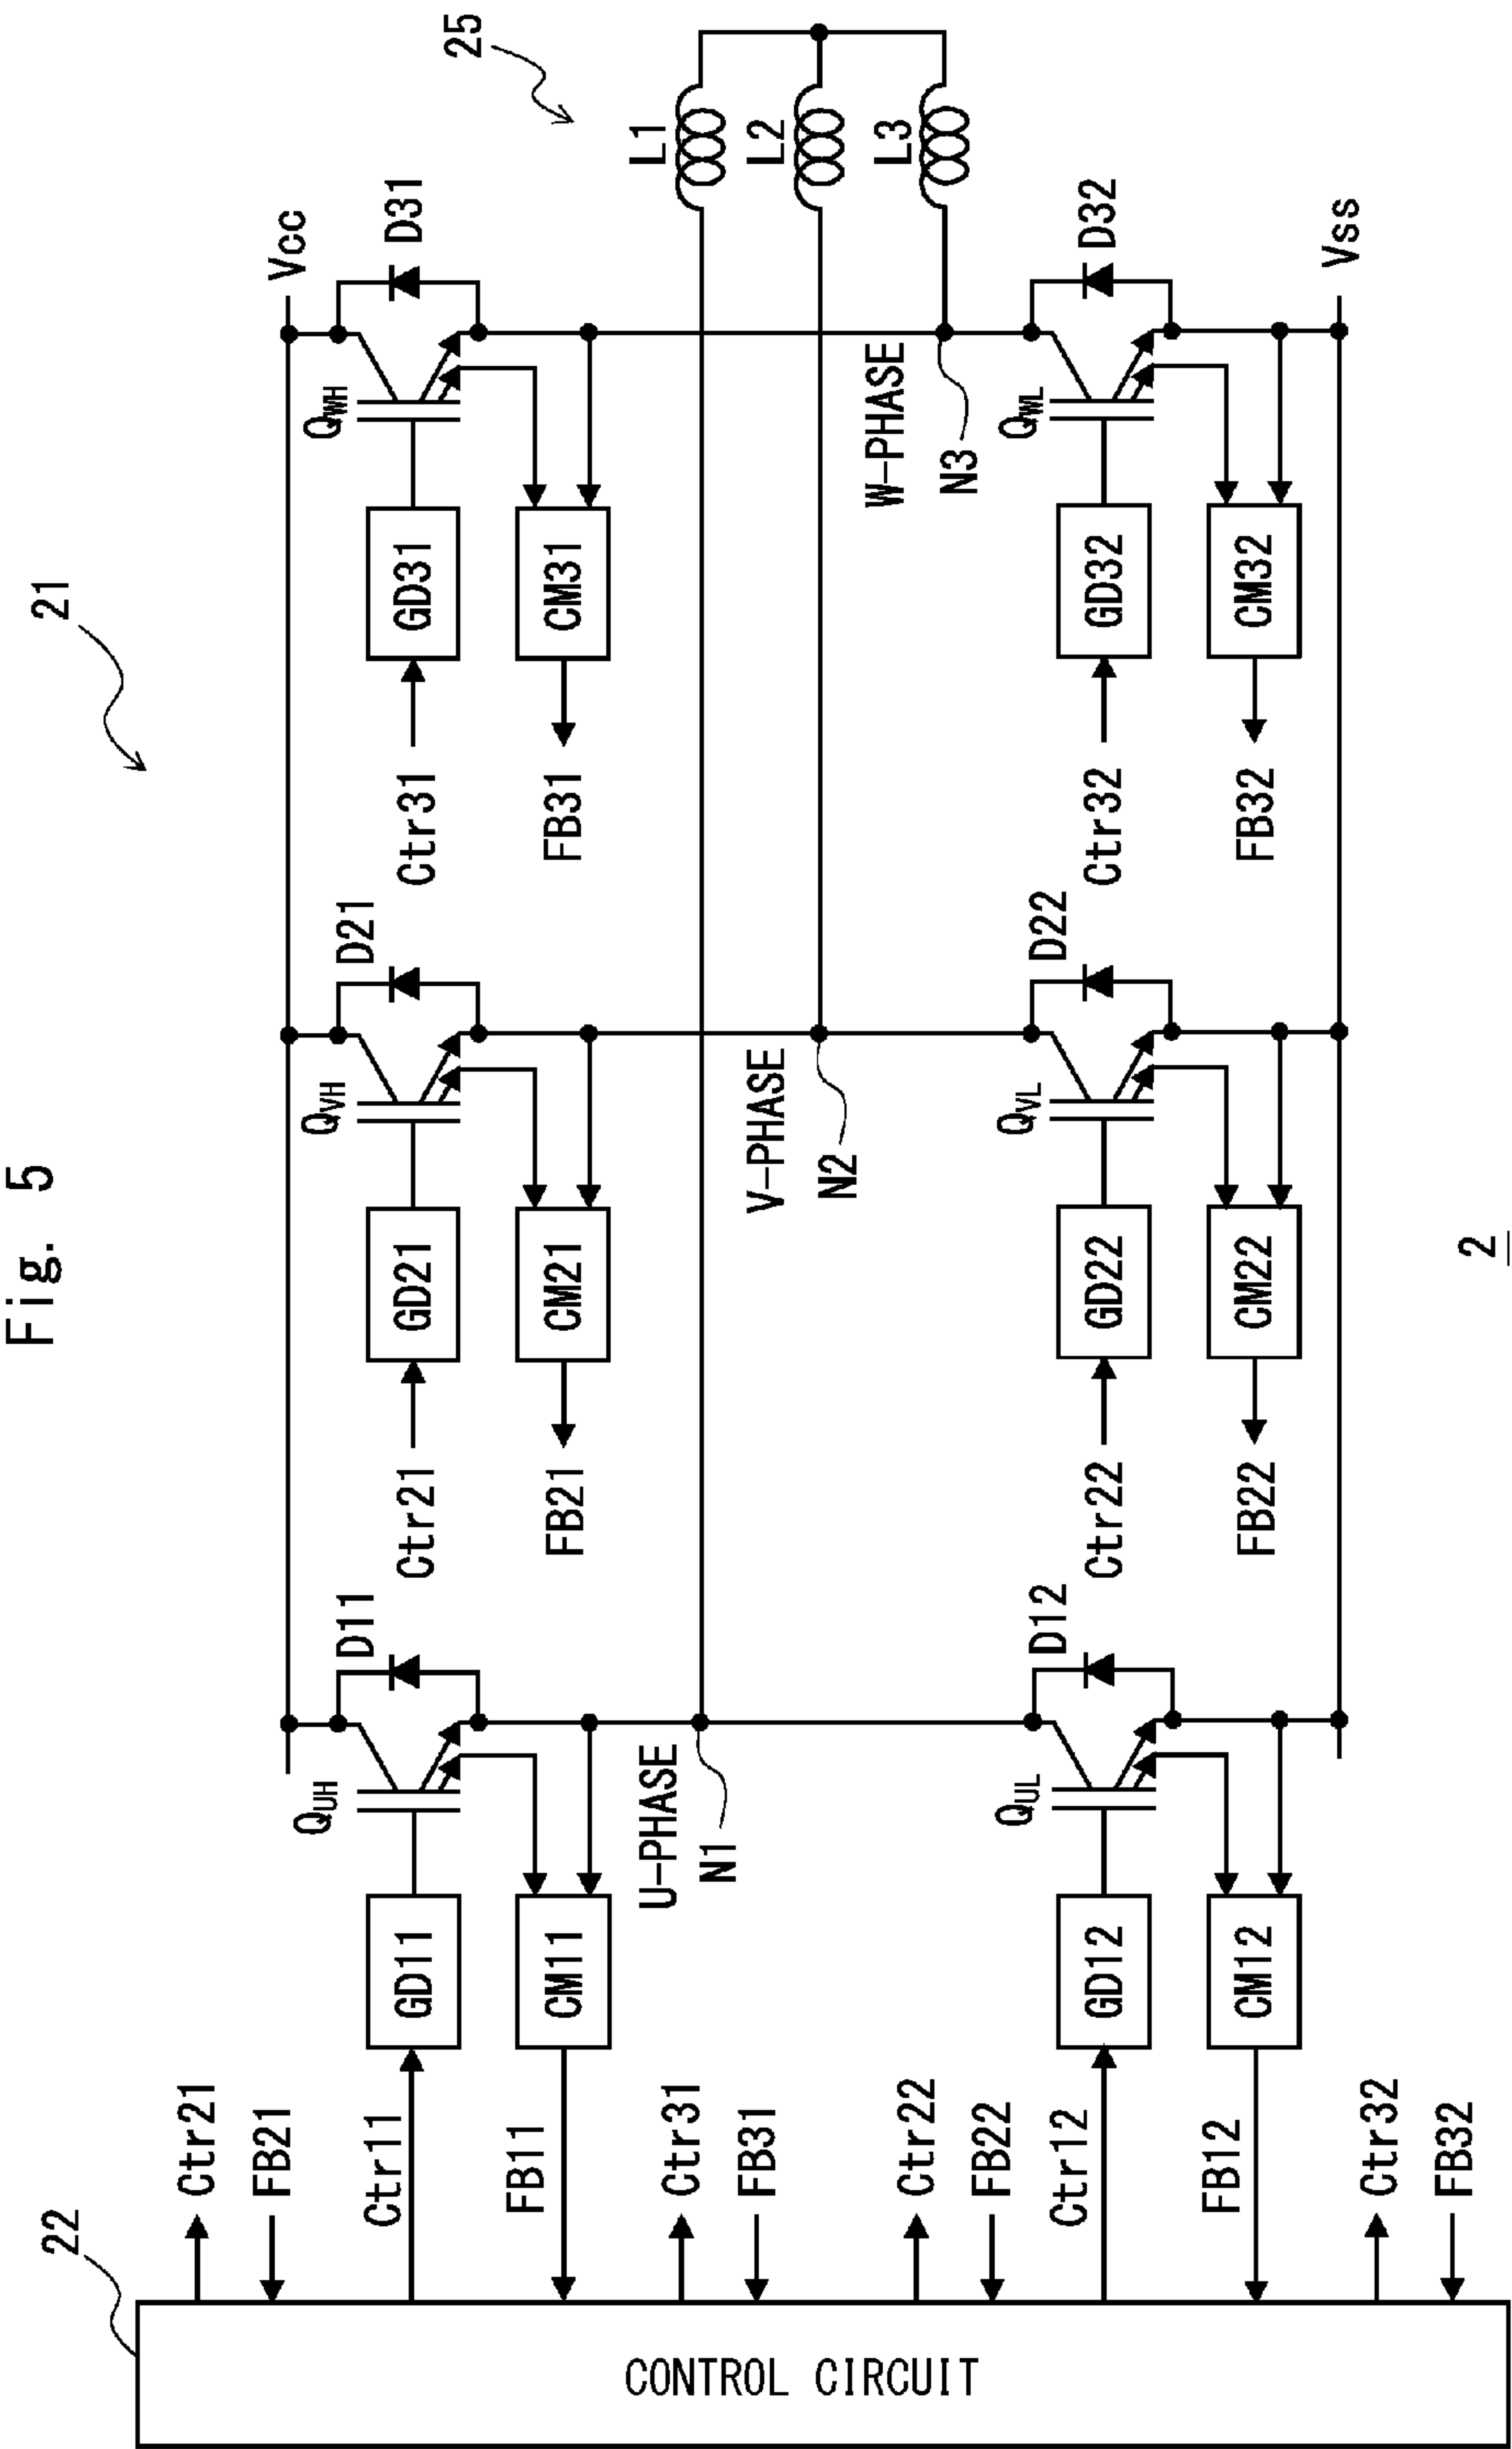 Fig. 5
21
22
25
Vcc
D11
D21
D31
QUH
QVH
QWH
Ctr21
FB21
Ctr11
GD11
Ctr21
GD21
Ctr31
GD31
FB11
CM11
FB21
CM21
FB31
CM31
L1
L2
L3
Ctr31
FB31
U-PHASE
N1
V-PHASE
N2
W-PHASE
N3
CONTROL CIRCUIT
Ctr22
FB22
D12
D22
D32
QUL
QVL
QWL
Ctr12
GD12
Ctr22
GD22
Ctr32
GD32
FB12
CM12
FB22
CM22
FB32
CM32
Vss
Ctr32
FB32
2